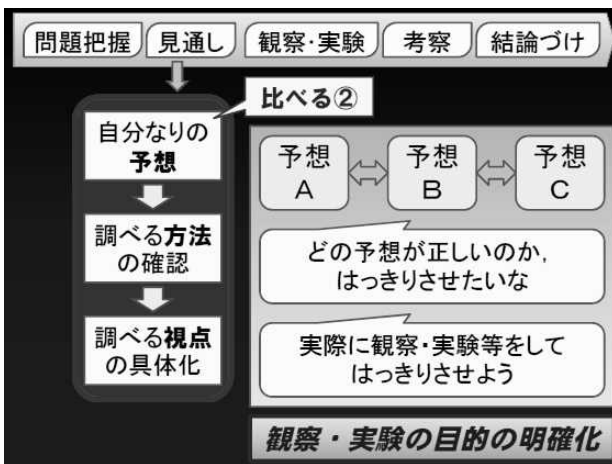 問題把握 見通し 観察・実験 考察 結論づけ
比べる②
自分なりの
予想
調べる方法
の確認
調べる視点
の具体化
予想 予想 予想
A B C
どの予想が正しいのか,
はっきりさせたいな
実際に観察・実験等をして
はっきりさせよう
観察・実験の目的の明確化